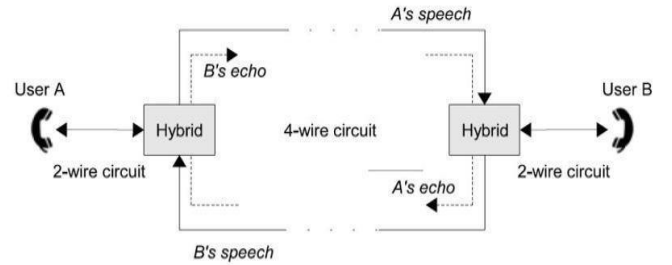 A's speech
B's echo
User A
User B
Hybrid
4-wire circuit
Hybrid
2-wire circuit
2-wire circuit
A's echo
B's speech